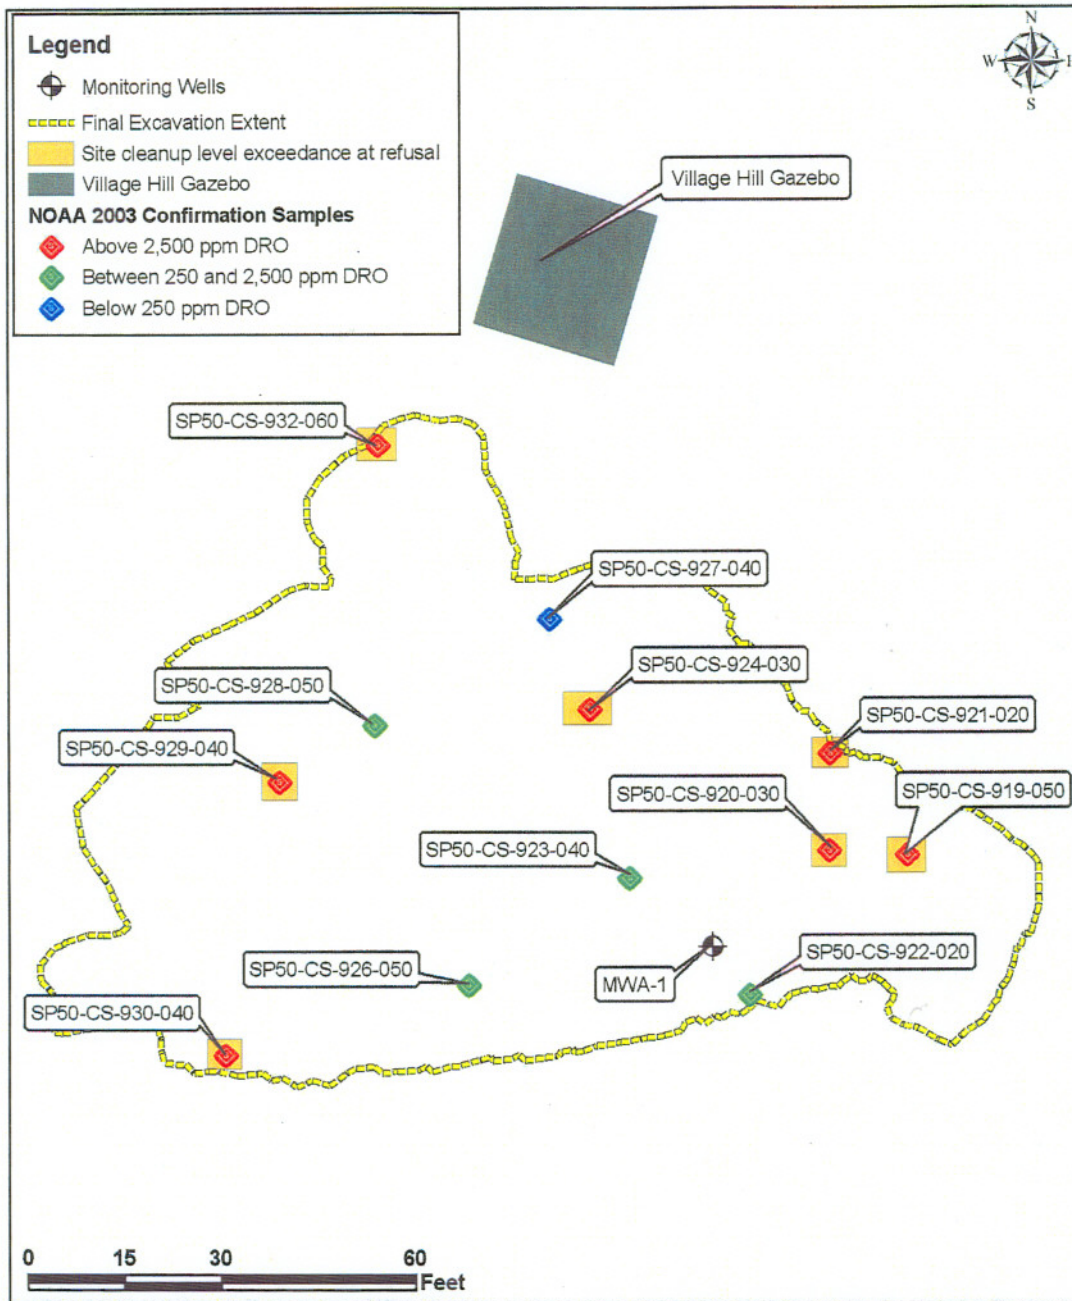 Legend
Monitoring Wells
Final Excavation Extent
Site cleanup level exceedance at refusal
Village Hill Gazebo
NOAA 2003 Confirmation Samples
Above 2,500 ppm DRO
Between 250 and 2,500 ppm DRO
Below 250 ppm DRO
N
W E
S
Village Hill Gazebo
SP50-CS-932-060
SP50-CS-927-040
SP50-CS-924-030
SP50-CS-928-050
SP50-CS-921-020
SP50-CS-929-040
SP50-CS-920-030
SP50-CS-919-050
SP50-CS-923-040
SP50-CS-922-020
SP50-CS-926-050
MWA-1
SP50-CS-930-040
0 15 30 60
Feet